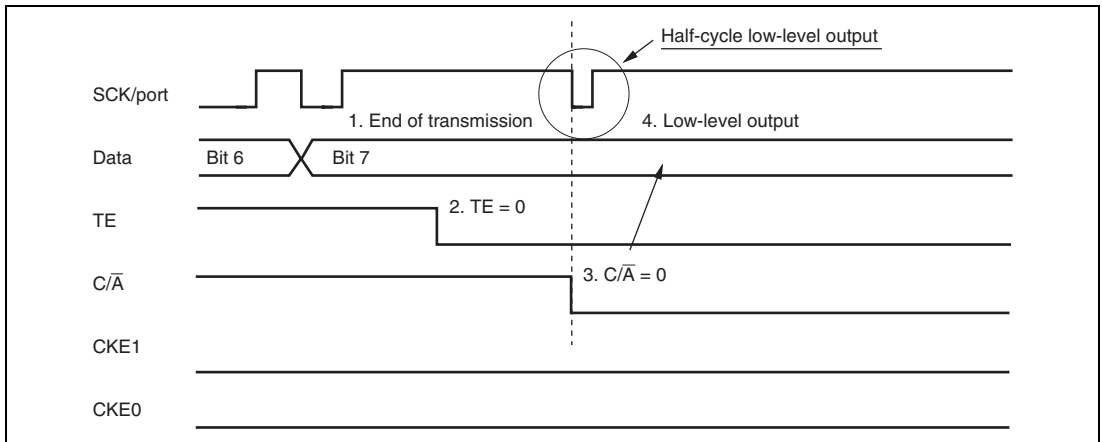 Half-cycle low-level output
SCK/port
1. End of transmission
4. Low-level output
Data
Bit 6
Bit 7
TE
2. TE = 0
C/A̅
3. C/A̅ = 0
CKE1
CKE0